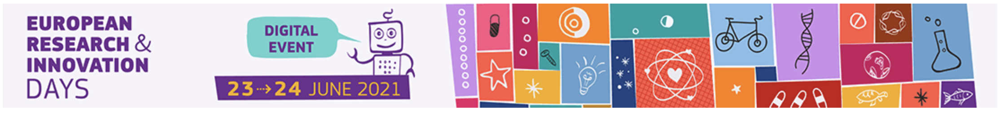 EUROPEAN
RESEARCH &
INNOVATION
DAYS
DIGITAL
EVENT
23 ⇢ 24 JUNE 2021